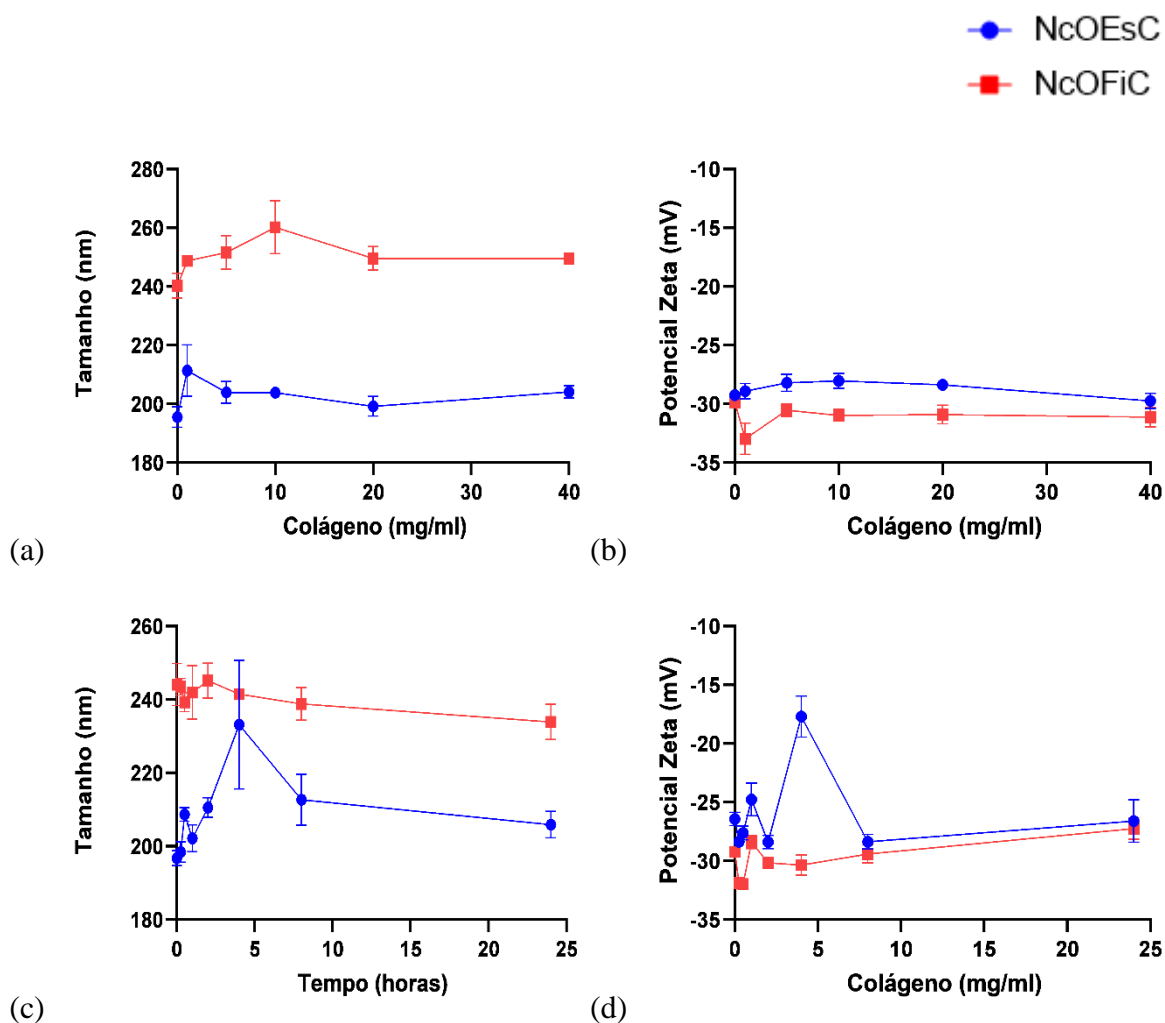 NcOEsC
NcOFiC
280
260
240
220
200
180
Tamanho (nm)
0 10 20 30 40
Colágeno (mg/ml)
(a)
-10
-15
-20
-25
-30
-35
Potencial Zeta (mV)
0 10 20 30 40
Colágeno (mg/ml)
(b)
260
240
220
200
180
Tamanho (nm)
0 5 10 15 20 25
Tempo (horas)
(c)
-10
-15
-20
-25
-30
-35
Potencial Zeta (mV)
0 5 10 15 20 25
Colágeno (mg/ml)
(d)